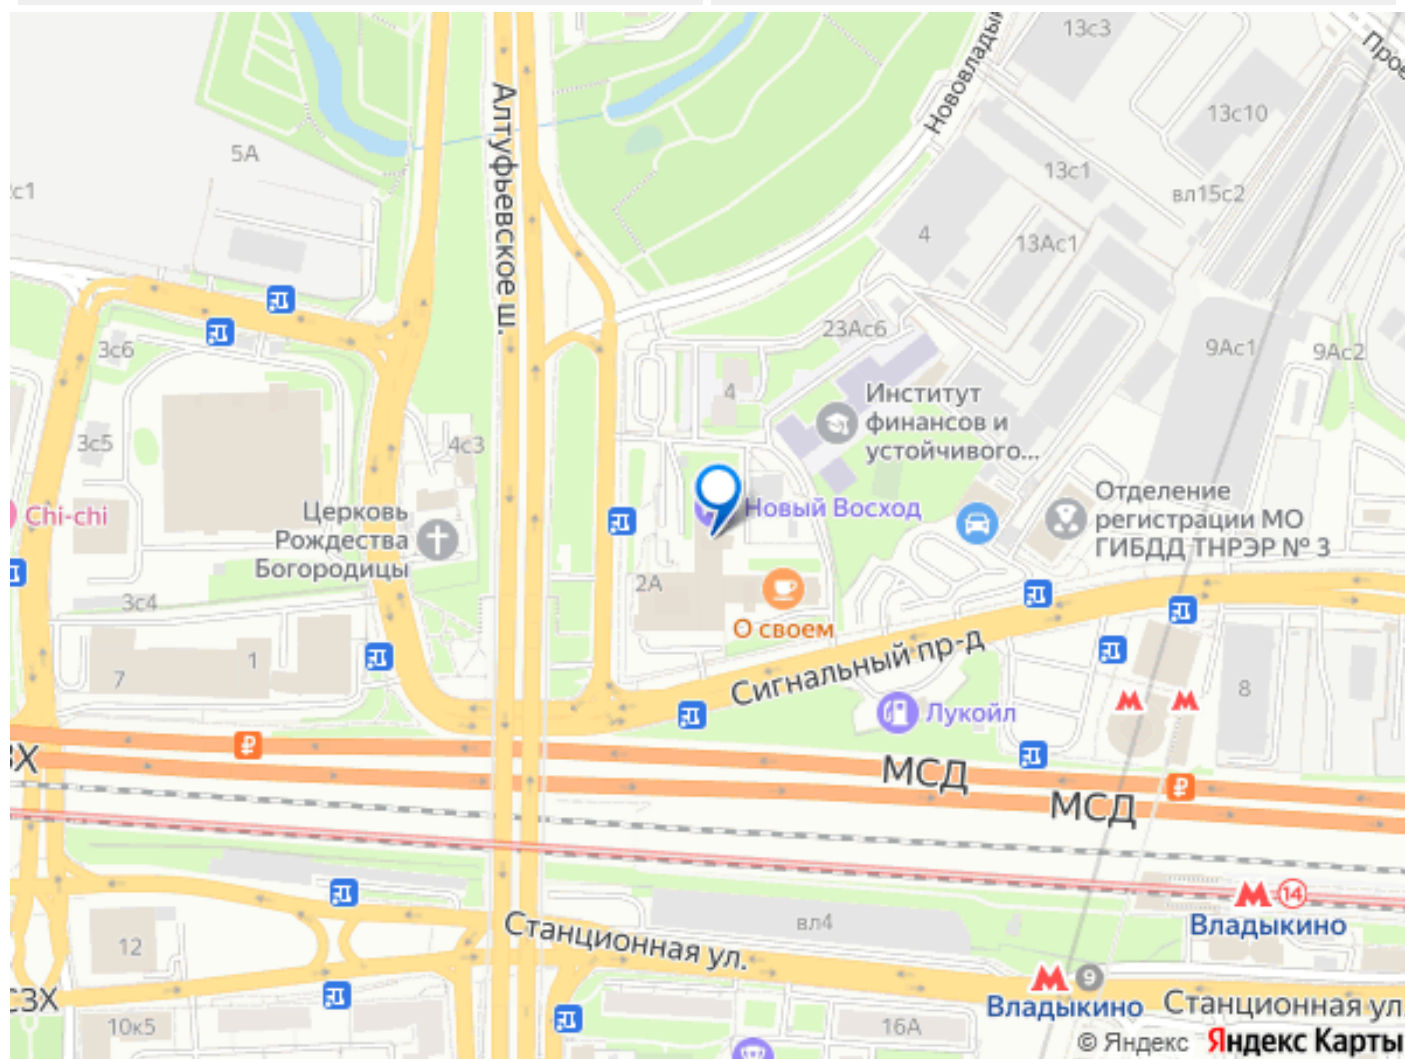 13с3
Нововладык
Прое
13с10
5А
с1
Алтуфьевское ш.
13с1
вл15с2
4
13Ас1
23Ас6
3с6
9Ас1
9Ас2
4
Институт
финансов и
устойчивого...
3с5
4с3
Chi-chi
Церковь
Рождества
Богородицы
Новый Восход
Отделение
регистрации МО
ГИБДД ТНРЭР № 3
2А
3с4
О своем
Сигнальный пр-д
1
7
8
Лукойл
ЗХ
МСД
МСД
14
Владыкино
вл4
12
Станционная ул.
9
Владыкино
Станционная ул
СЗХ
10к5
16А
© Яндекс Яндекс Карты